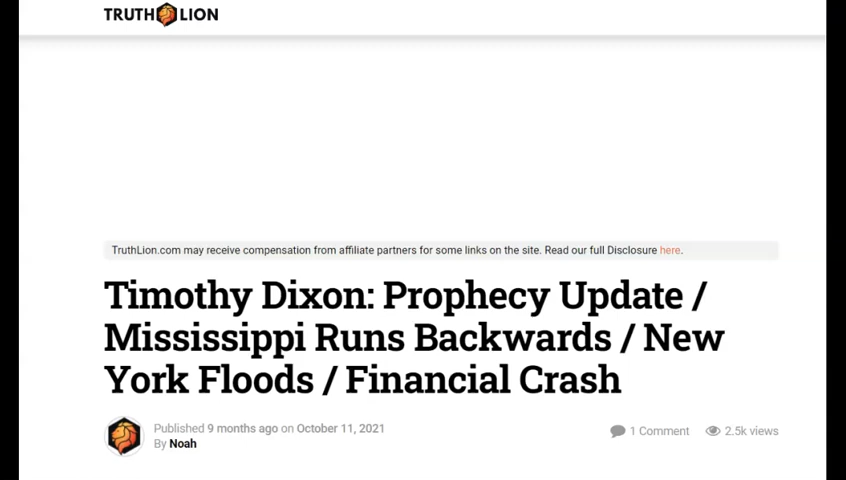 TRUTH LION
TruthLion.com may receive compensation from affiliate partners for some links on the site. Read our full Disclosure here.
Timothy Dixon: Prophecy Update /
Mississippi Runs Backwards / New
York Floods / Financial Crash
Published 9 months ago on October 11, 2021
By Noah
1 Comment
2.5k views